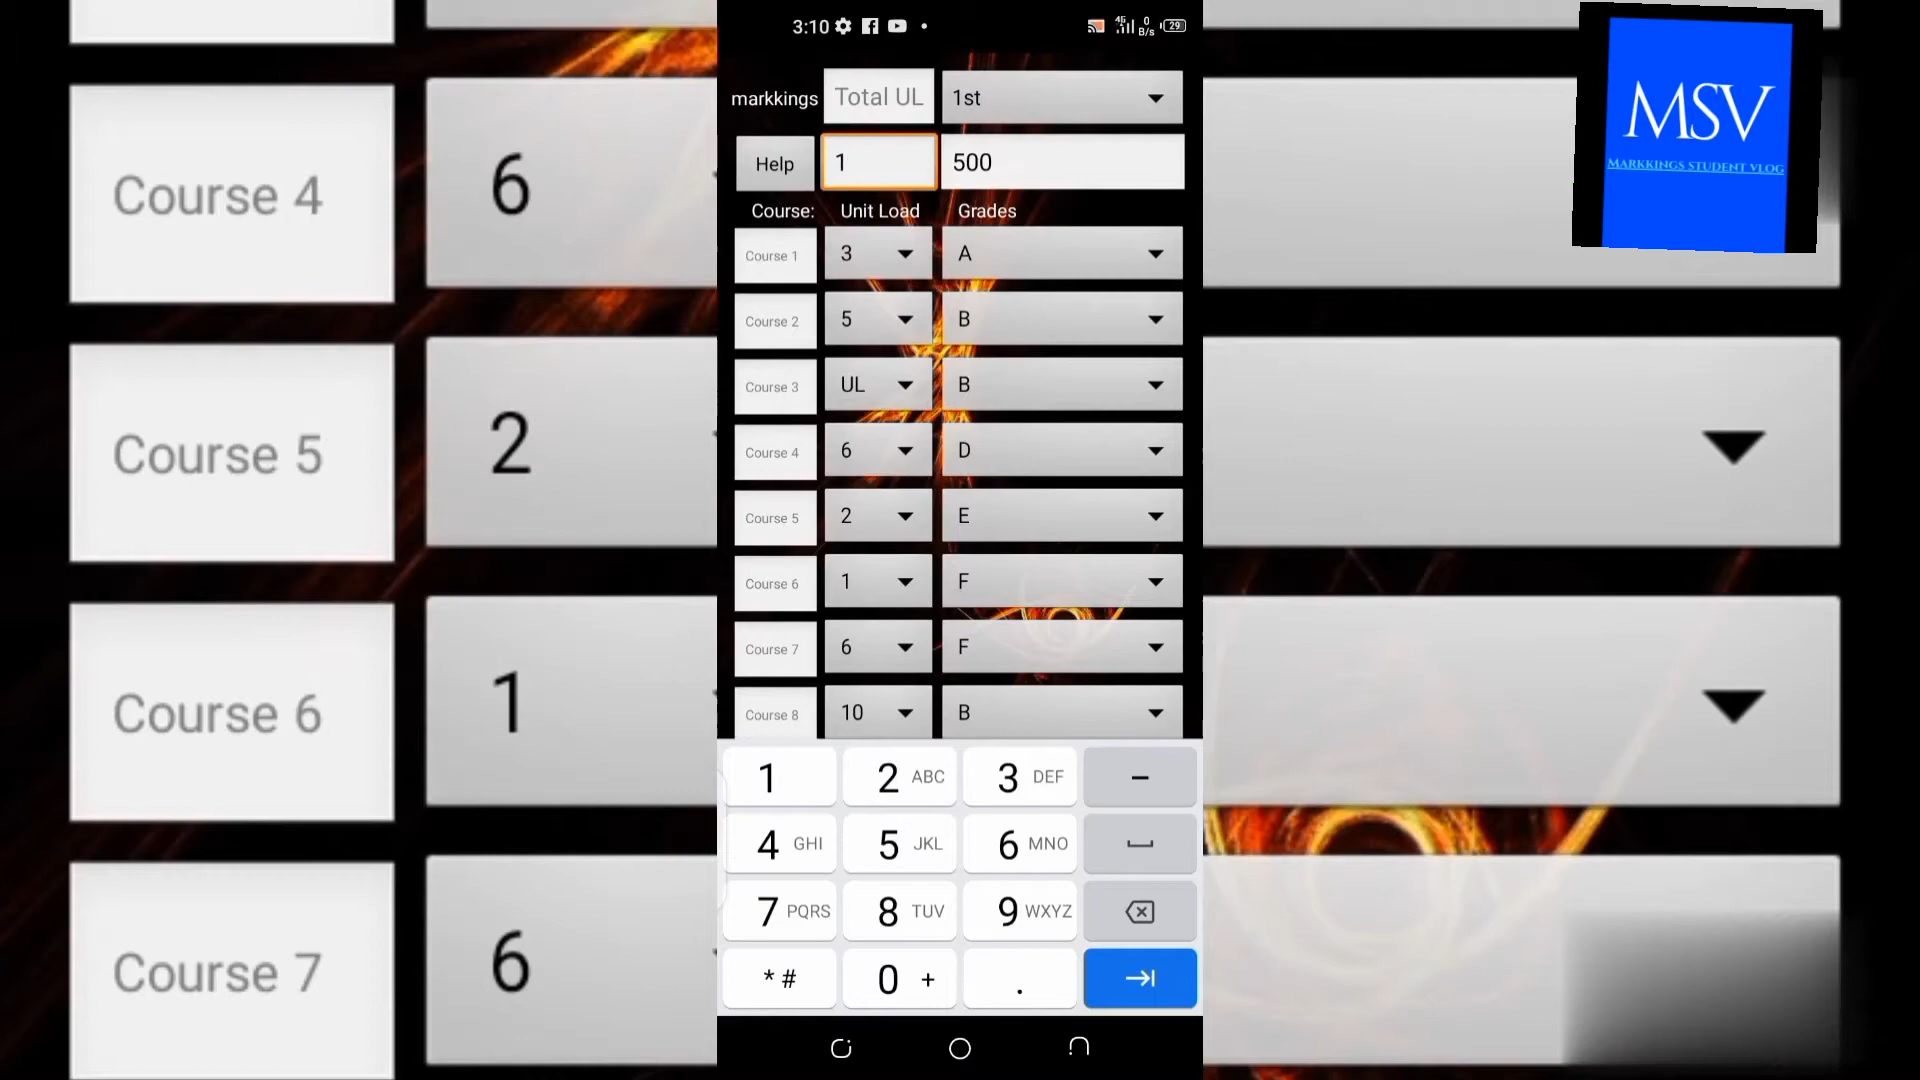 3:10
4G 0 B/s 29
markkings Total UL 1st
Help 1 500
Course: Unit Load Grades
Course 1 3 A
Course 2 5 B
Course 3 UL B
Course 4 6 D
Course 5 2 E
Course 6 1 F
Course 7 6 F
Course 8 10 B
1 2 ABC 3 DEF –
4 GHI 5 JKL 6 MNO
7 PQRS 8 TUV 9 WXYZ
* # 0 + .
Course 4 6
Course 5 2
Course 6 1
Course 7 6
MSV
MARKKINGS STUDENT VLOG